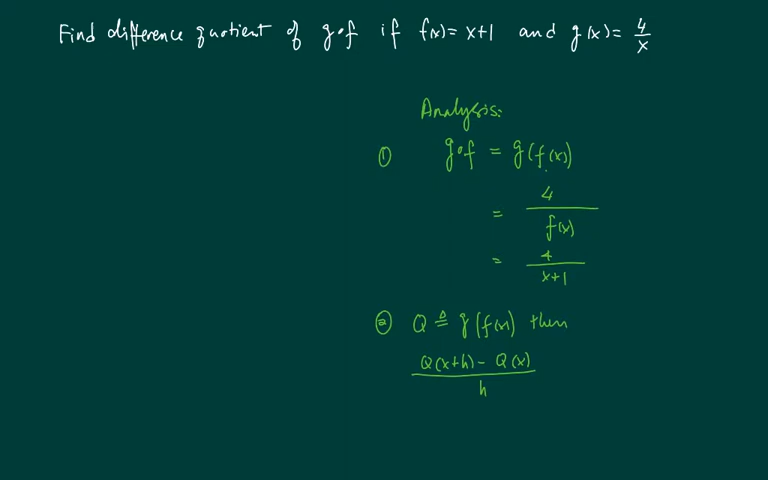 Find difference quotient of g∘f if f(x) = x+1 and g(x) = 4/x
Analysis:
① g∘f = g(f(x))
= 4/f(x)
= 4/(x+1)
② Q ≜ g(f(x)) then
(Q(x+h) - Q(x))/h